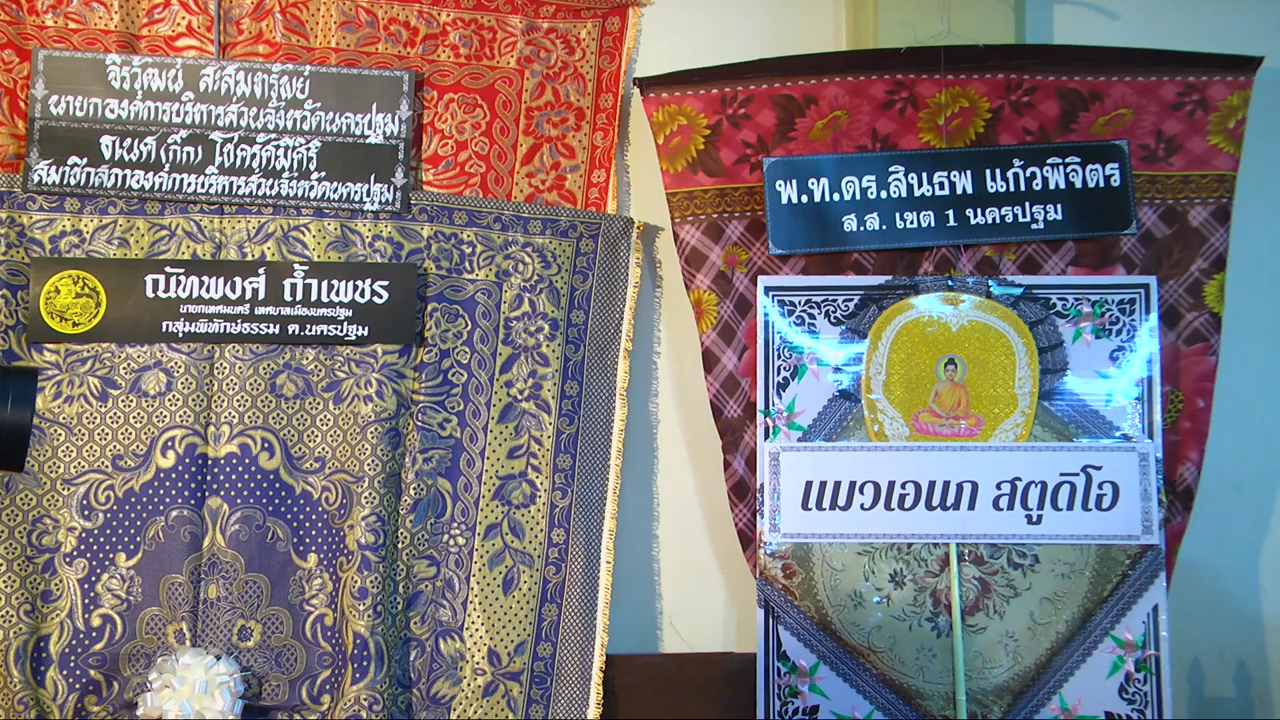 จิรวัฒน์ สะสมทรัพย์
นายกองค์การบริหารส่วนจังหวัดนครปฐม
ธเนศ (กิ๊ก) โชครัศมีศิริ
สมาชิกสภาองค์การบริหารส่วนจังหวัดนครปฐม
ณัทพงศ์ ถ้ำเพชร
นายกเทศมนตรี เทศบาลเมืองนครปฐม
กลุ่มพิทักษ์ธรรม ต.นครปฐม
พ.ท.ดร.สินธพ แก้วพิจิตร
ส.ส. เขต 1 นครปฐม
แมวเอนก สตูดิโอ